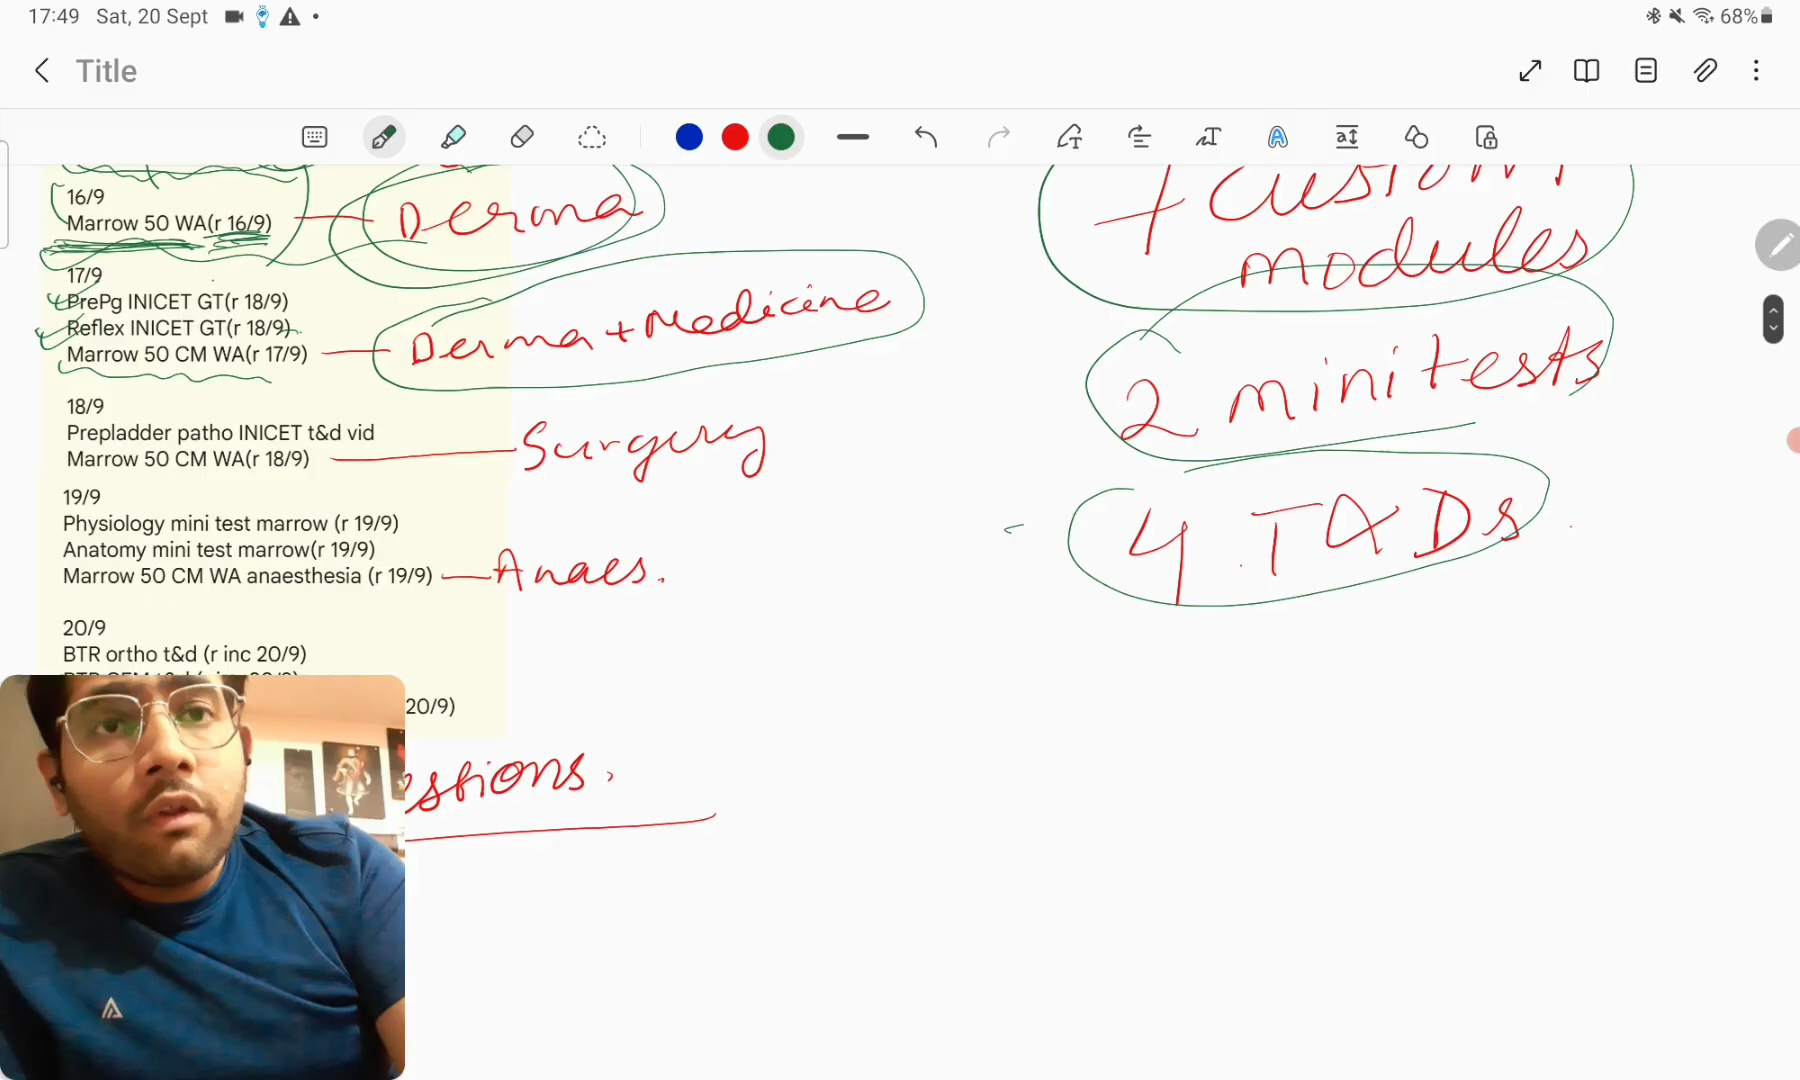 17:49 Sat, 20 Sept
68%
Title
16/9
Marrow 50 WA(r 16/9)
Derma
17/9
PrePg INICET GT(r 18/9)
Reflex INICET GT(r 18/9)
Marrow 50 CM WA(r 17/9)
Derma + Medicine
18/9
Prepladder patho INICET t&d vid
Marrow 50 CM WA(r 18/9)
Surgery
19/9
Physiology mini test marrow (r 19/9)
Anatomy mini test marrow(r 19/9)
Marrow 50 CM WA anaesthesia (r 19/9)
Anaes.
20/9
BTR ortho t&d (r inc 20/9)
20/9)
estions.
modules
2 mini tests
4 T&Ds